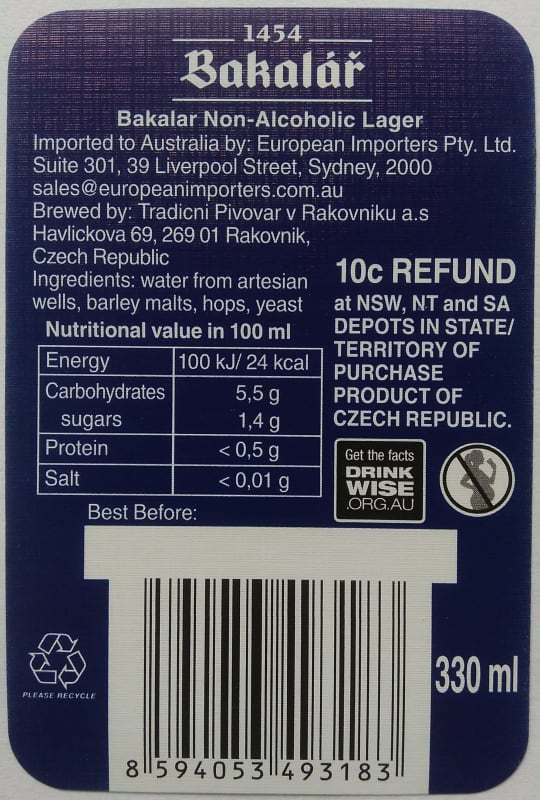 1454
Bakalář
Bakalar Non-Alcoholic Lager
Imported to Australia by: European Importers Pty. Ltd.
Suite 301, 39 Liverpool Street, Sydney, 2000
sales@europeanimporters.com.au
Brewed by: Tradicni Pivovar v Rakovniku a.s
Havlickova 69, 269 01 Rakovnik,
Czech Republic
Ingredients: water from artesian
wells, barley malts, hops, yeast
Nutritional value in 100 ml
Energy 100 kJ/ 24 kcal
Carbohydrates 5,5 g
sugars 1,4 g
Protein < 0,5 g
Salt < 0,01 g
10c REFUND
at NSW, NT and SA
DEPOTS IN STATE/
TERRITORY OF
PURCHASE
PRODUCT OF
CZECH REPUBLIC.
Get the facts
DRINK
WISE
.ORG.AU
Best Before:
PLEASE RECYCLE
330 ml
8 594053 493183